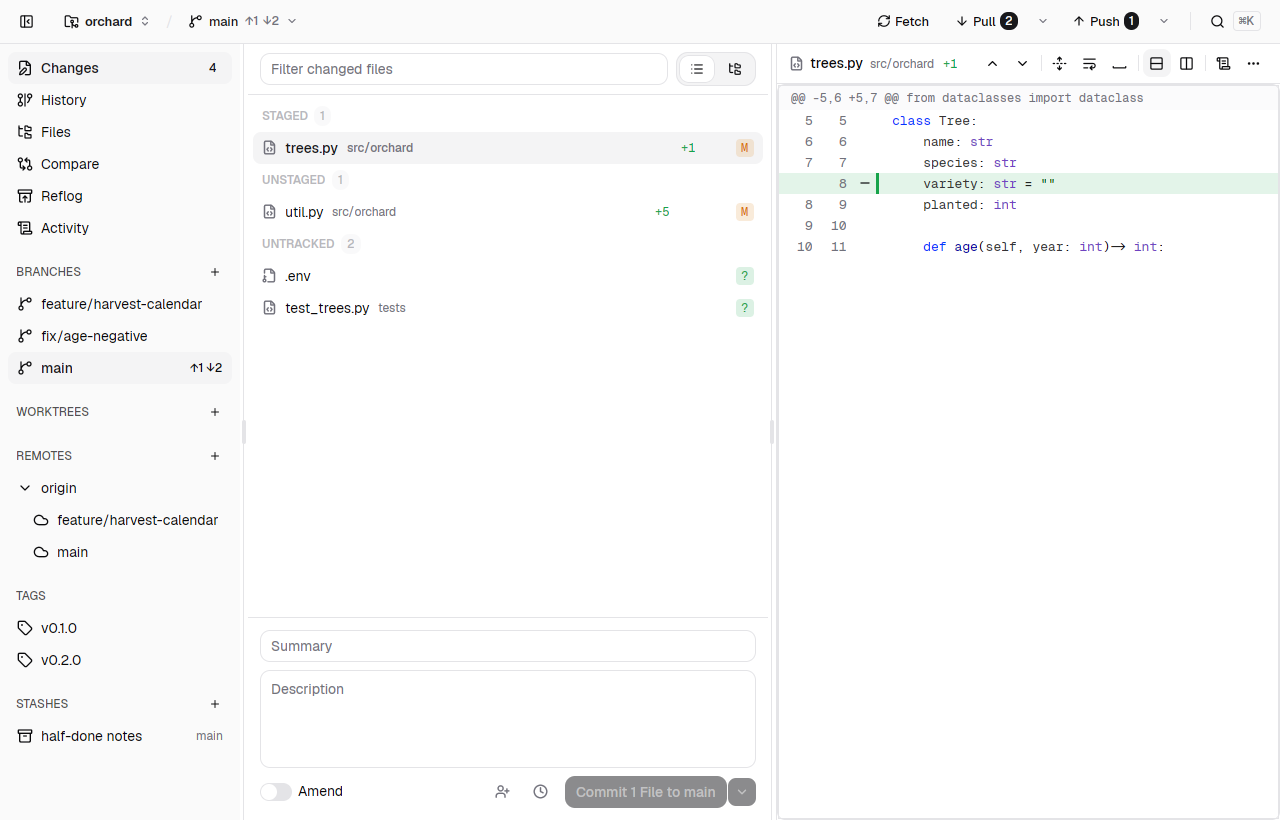 orchard / main ↑1 ↓2 Fetch Pull 2 Push 1 ⌘K
Changes 4
History
Files
Compare
Reflog
Activity
BRANCHES
feature/harvest-calendar
fix/age-negative
main ↑1 ↓2
WORKTREES
REMOTES
origin
feature/harvest-calendar
main
TAGS
v0.1.0
v0.2.0
STASHES
half-done notes main
Filter changed files
STAGED 1
trees.py src/orchard +1 M
UNSTAGED 1
util.py src/orchard +5 M
UNTRACKED 2
.env ?
test_trees.py tests ?
Summary
Description
Amend Commit 1 File to main
trees.py src/orchard +1
@@ -5,6 +5,7 @@ from dataclasses import dataclass
5 5 class Tree:
6 6 name: str
7 7 species: str
8 variety: str = ""
8 9 planted: int
9 10
10 11 def age(self, year: int)-> int: